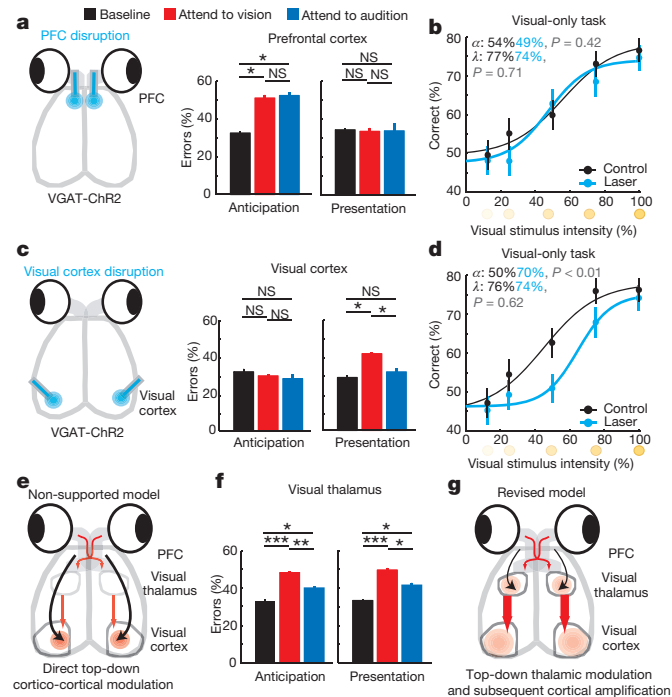 Baseline Attend to vision Attend to audition
a
PFC disruption
PFC
VGAT-ChR2
Prefrontal cortex
Errors (%)
60
40
20
0
*
* NS
Anticipation
NS
NS NS
Presentation
b
Visual-only task
α: 54%49%, P = 0.42
λ: 77%74%,
P = 0.71
Correct (%)
80
70
60
50
40
Control
Laser
0 20 40 60 80 100
Visual stimulus intensity (%)
c
Visual cortex disruption
Visual
cortex
VGAT-ChR2
Visual cortex
Errors (%)
60
40
20
0
NS
NS NS
Anticipation
NS
* *
Presentation
d
Visual-only task
α: 50%70%, P < 0.01
λ: 76%74%,
P = 0.62
Correct (%)
80
70
60
50
40
Control
Laser
0 20 40 60 80 100
Visual stimulus intensity (%)
e
Non-supported model
PFC
Visual
thalamus
Visual
cortex
Direct top-down
cortico-cortical modulation
f
Visual thalamus
Errors (%)
60
40
20
0
*
*** **
Anticipation
*
*** *
Presentation
g
Revised model
PFC
Visual
thalamus
Visual
cortex
Top-down thalamic modulation
and subsequent cortical amplification